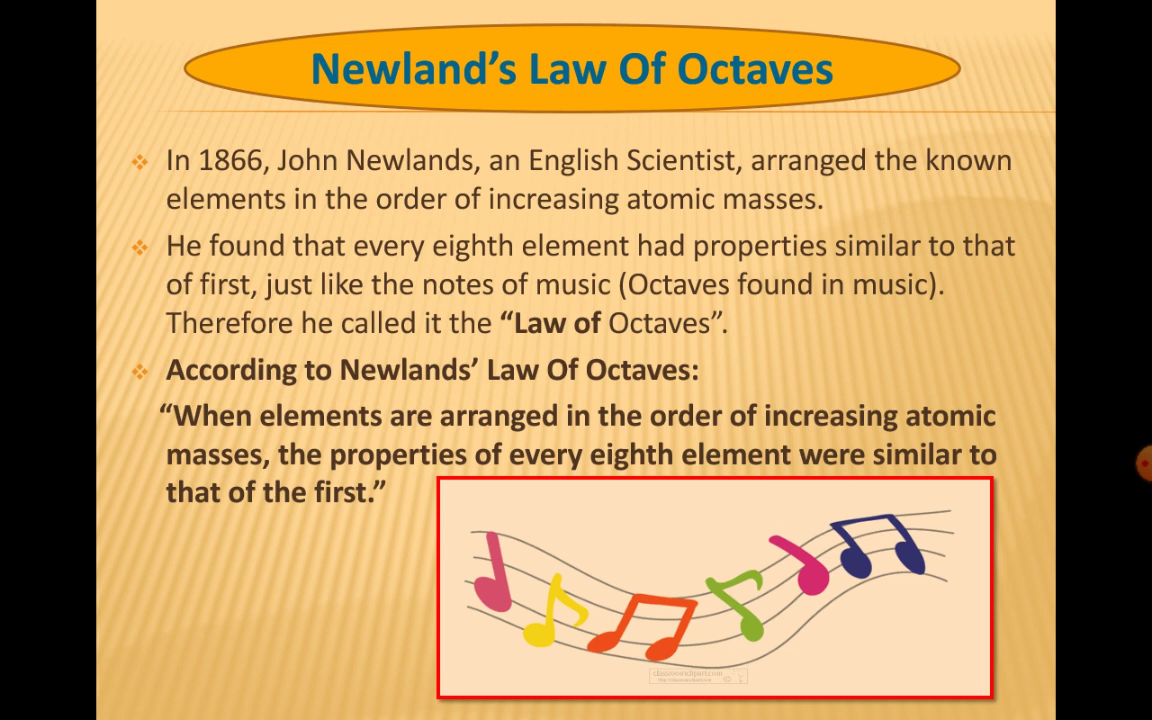 Newland’s Law Of Octaves
In 1866, John Newlands, an English Scientist, arranged the known
elements in the order of increasing atomic masses.
He found that every eighth element had properties similar to that
of first, just like the notes of music (Octaves found in music).
Therefore he called it the “Law of Octaves”.
According to Newlands’ Law Of Octaves:
“When elements are arranged in the order of increasing atomic
masses, the properties of every eighth element were similar to
that of the first.”